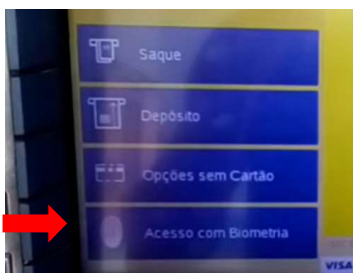 Saque
Depósito
Opções sem Cartão
Acesso com Biometria
VISA